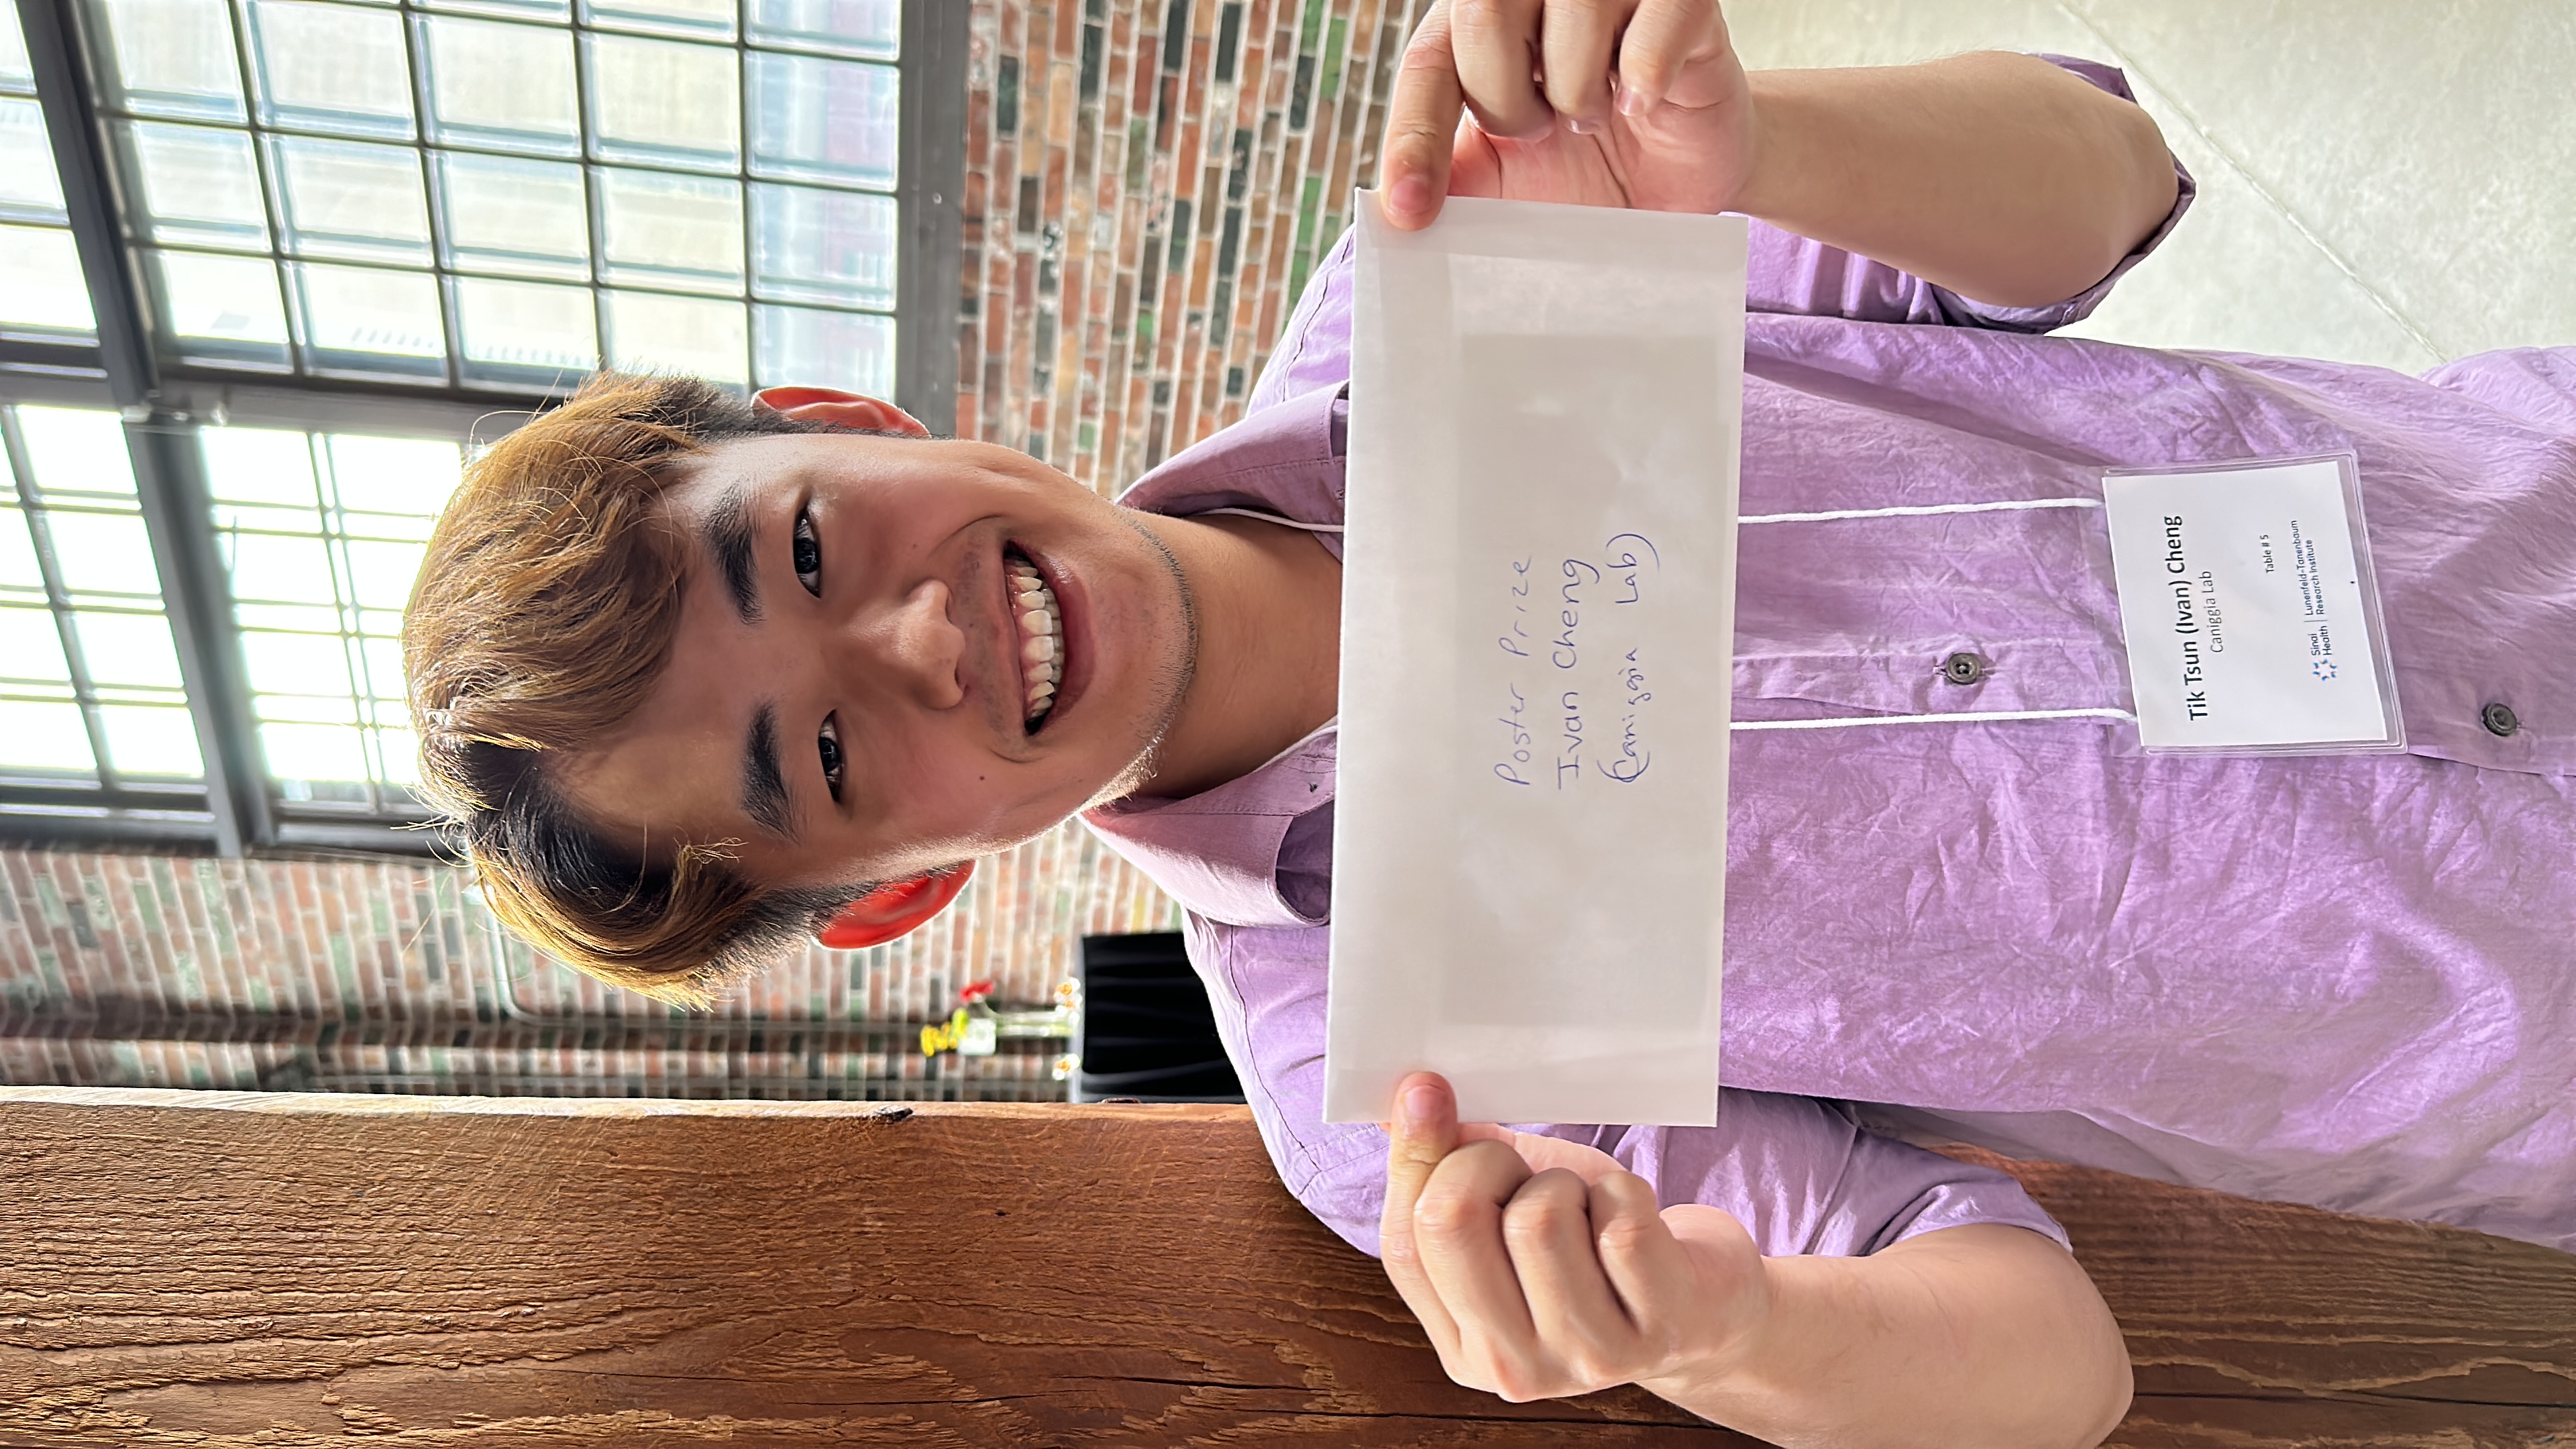 Poster Prize
Ivan Cheng
(Caniggia Lab)
Tik Tsun (Ivan) Cheng
Caniggia Lab
Table # 5
Sinai Health
Lunenfeld-Tanenbaum
Research Institute